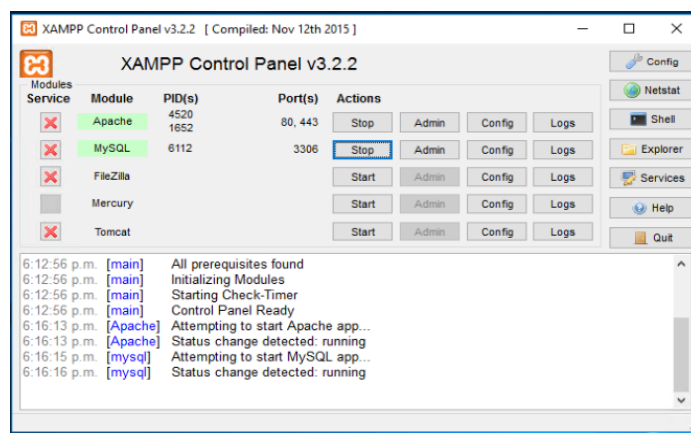 XAMPP Control Panel v3.2.2 [ Compiled: Nov 12th 2015 ]
XAMPP Control Panel v3.2.2
Config
Modules
Service Module PID(s) Port(s) Actions
Netstat
Apache 4520 1652 80, 443 Stop Admin Config Logs
Shell
MySQL 6112 3306 Stop Admin Config Logs
Explorer
FileZilla Start Admin Config Logs
Services
Mercury Start Admin Config Logs
Help
Tomcat Start Admin Config Logs
Quit
6:12:56 p.m. [main] All prerequisites found
6:12:56 p.m. [main] Initializing Modules
6:12:56 p.m. [main] Starting Check-Timer
6:12:56 p.m. [main] Control Panel Ready
6:16:13 p.m. [Apache] Attempting to start Apache app...
6:16:13 p.m. [Apache] Status change detected: running
6:16:15 p.m. [mysql] Attempting to start MySQL app...
6:16:16 p.m. [mysql] Status change detected: running